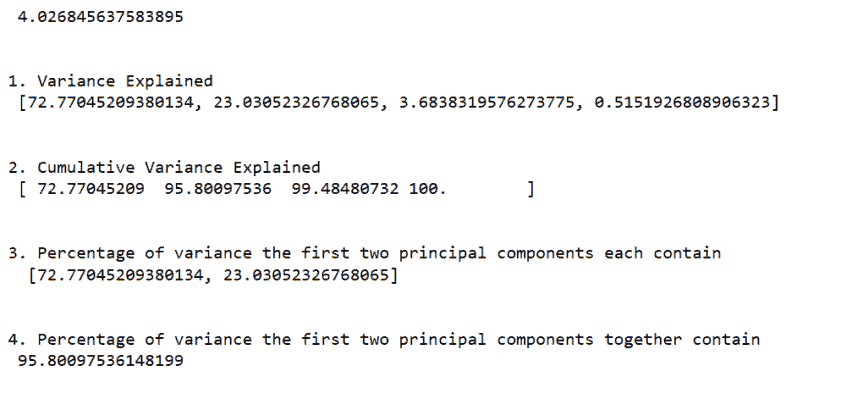 4.026845637583895
1. Variance Explained
[72.77045209380134, 23.03052326768065, 3.6838319576273775, 0.5151926808906323]
2. Cumulative Variance Explained
[ 72.77045209  95.80097536  99.48480732 100.        ]
3. Percentage of variance the first two principal components each contain
[72.77045209380134, 23.03052326768065]
4. Percentage of variance the first two principal components together contain
95.80097536148199